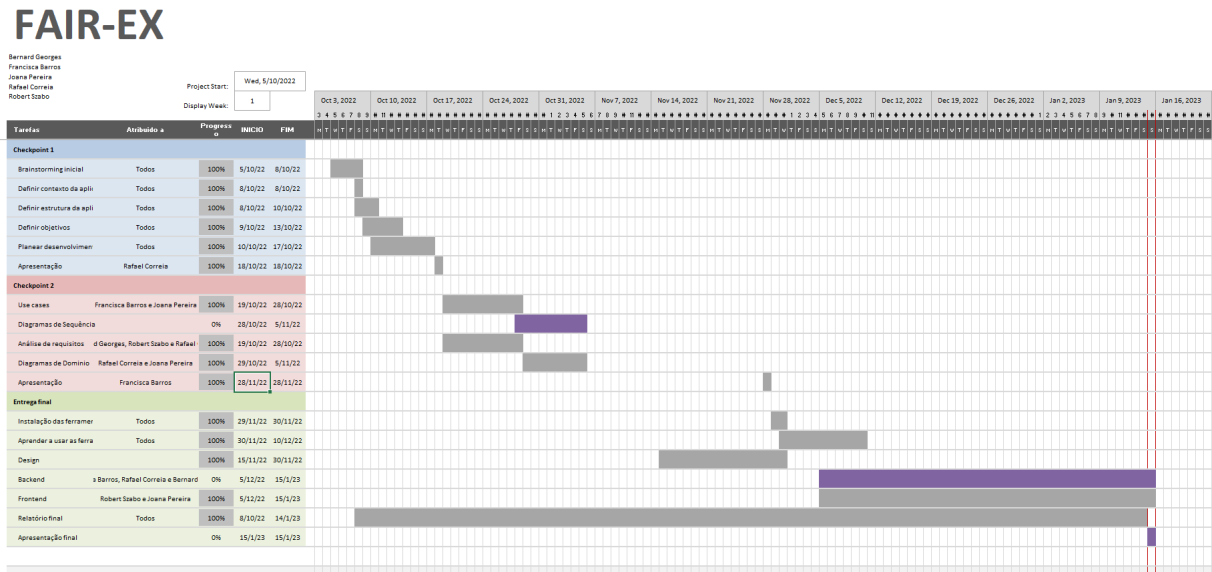 FAIR-EX
Bernard Georges
Francisca Barros
Joana Pereira
Rafael Correia
Robert Szabo
Project Start: Wed, 5/10/2022
Display Week: 1
Oct 3, 2022 Oct 10, 2022 Oct 17, 2022 Oct 24, 2022 Oct 31, 2022 Nov 7, 2022 Nov 14, 2022 Nov 21, 2022 Nov 28, 2022 Dec 5, 2022 Dec 12, 2022 Dec 19, 2022 Dec 26, 2022 Jan 2, 2023 Jan 9, 2023 Jan 16, 2023
Tarefas Atribuído a Progresso INICIO FIM
Checkpoint 1
Brainstorming inicial Todos 100% 5/10/22 8/10/22
Definir contexto da apli Todos 100% 8/10/22 8/10/22
Definir estrutura da apli Todos 100% 8/10/22 10/10/22
Definir objetivos Todos 100% 9/10/22 13/10/22
Planear desenvolvimen Todos 100% 10/10/22 17/10/22
Apresentação Rafael Correia 100% 18/10/22 18/10/22
Checkpoint 2
Use cases Francisca Barros e Joana Pereira 100% 19/10/22 28/10/22
Diagramas de Sequência 0% 28/10/22 5/11/22
Análise de requisitos d Georges, Robert Szabo e Rafael 100% 19/10/22 28/10/22
Diagramas de Dominio Rafael Correia e Joana Pereira 100% 29/10/22 5/11/22
Apresentação Francisca Barros 100% 28/11/22 28/11/22
Entrega final
Instalação das ferramer Todos 100% 29/11/22 30/11/22
Aprender a usar as ferra Todos 100% 30/11/22 10/12/22
Design 100% 15/11/22 30/11/22
Backend s Barros, Rafael Correia e Bernard 0% 5/12/22 15/1/23
Frontend Robert Szabo e Joana Pereira 100% 5/12/22 15/1/23
Relatório final Todos 100% 8/10/22 14/1/23
Apresentação final 0% 15/1/23 15/1/23